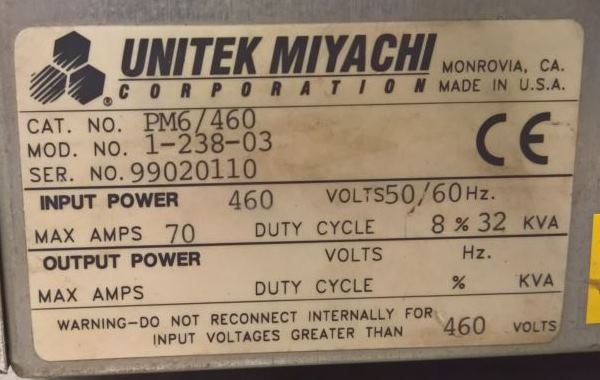 UNITEK MIYACHI
CORPORATION
®
MONROVIA, CA.
MADE IN U.S.A.
CAT. NO. PM6/460
MOD. NO. 1-238-03
SER. NO. 99020110
CE
INPUT POWER 460 VOLTS 50/60 Hz.
MAX AMPS 70 DUTY CYCLE 8 % 32 KVA
OUTPUT POWER VOLTS Hz.
MAX AMPS DUTY CYCLE % KVA
WARNING-DO NOT RECONNECT INTERNALLY FOR
INPUT VOLTAGES GREATER THAN 460 VOLTS